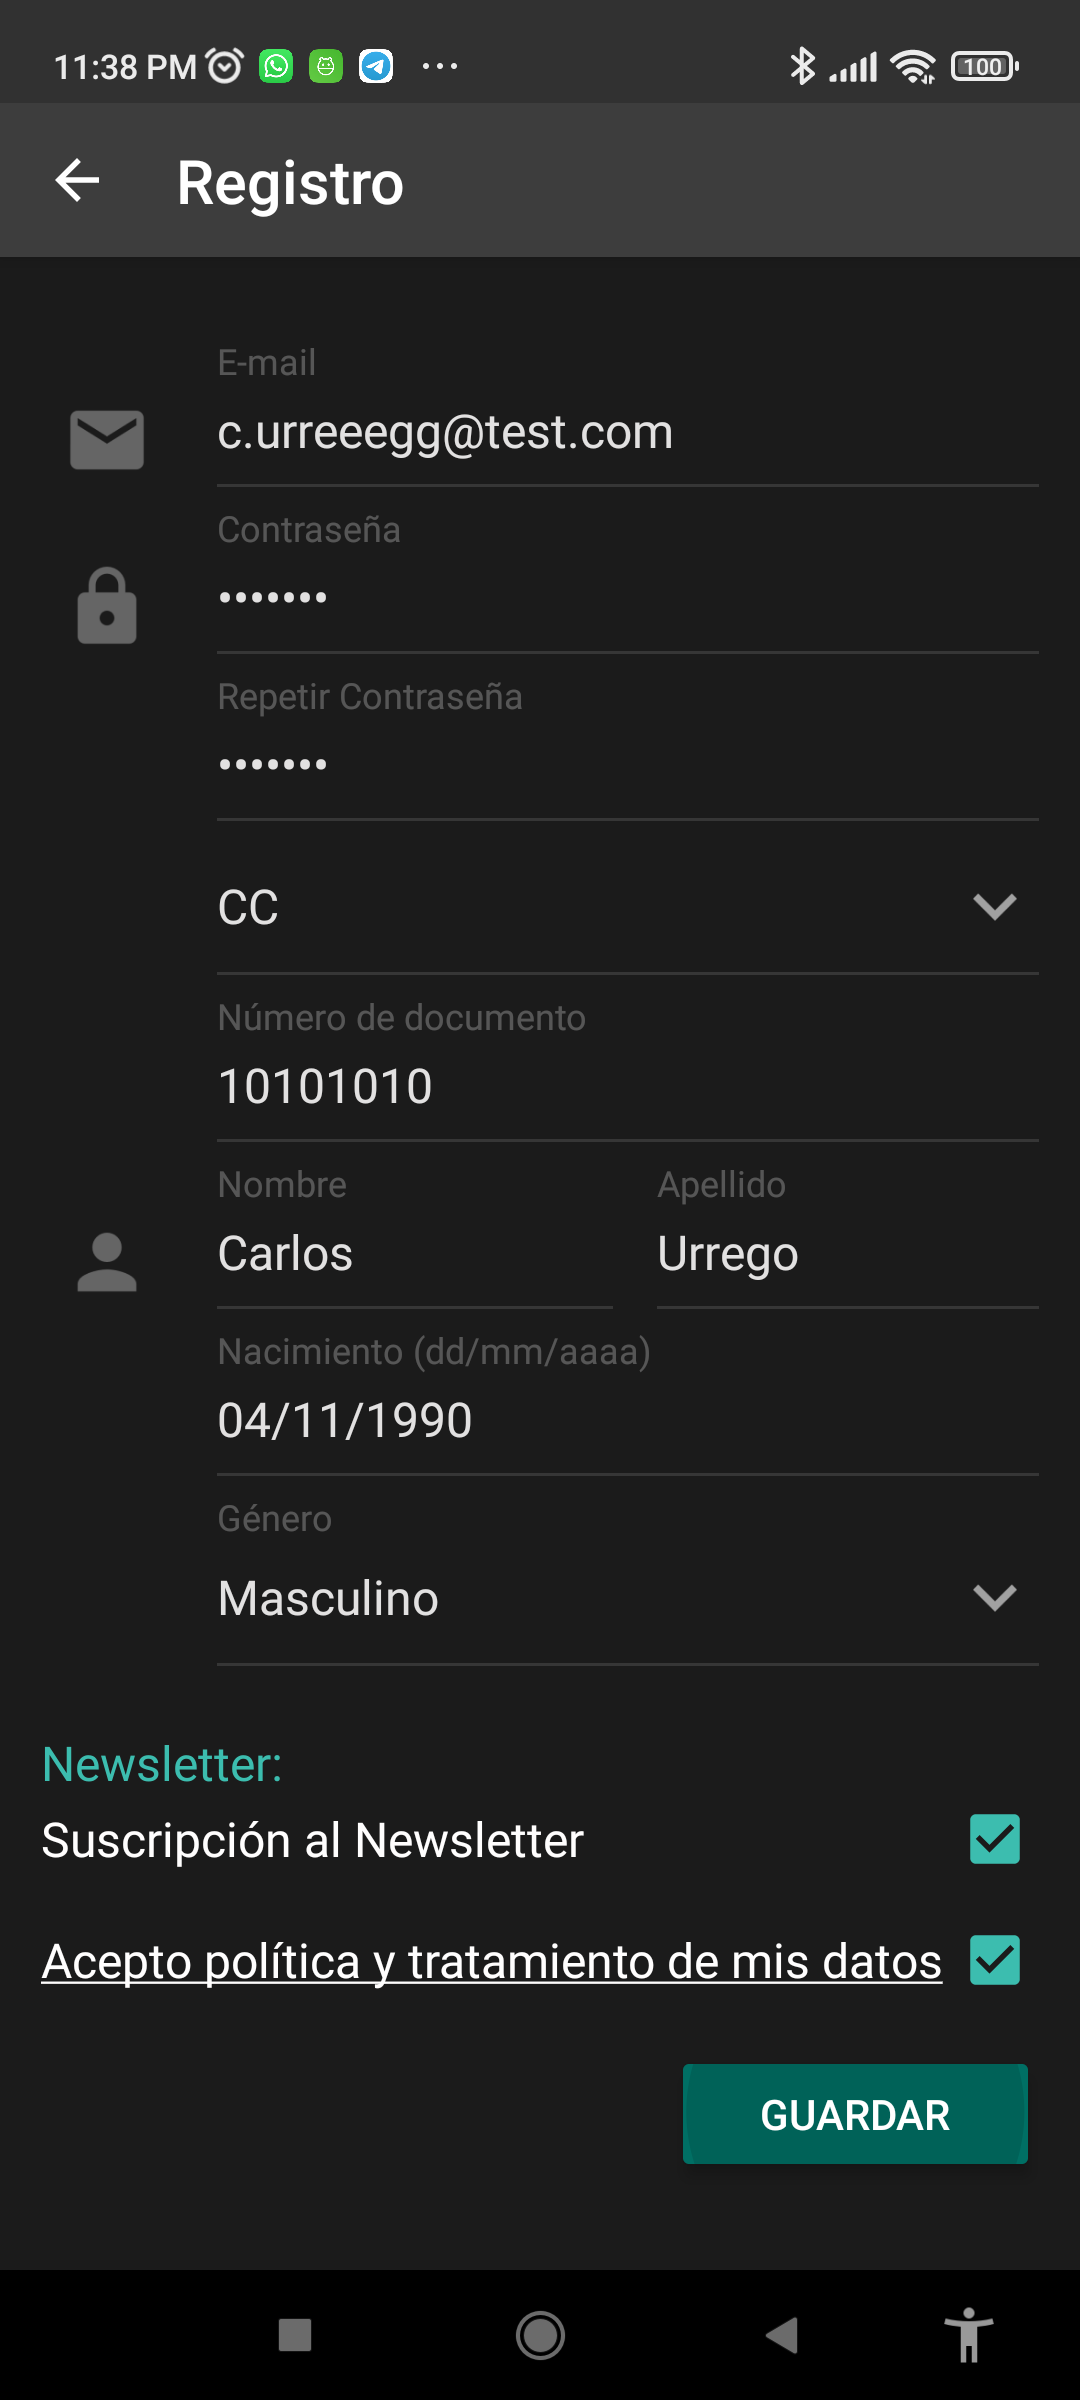 11:38 PM
100
Registro
E-mail
c.urreeegg@test.com
Contraseña
•••••••
Repetir Contraseña
•••••••
CC
Número de documento
10101010
Nombre Apellido
Carlos Urrego
Nacimiento (dd/mm/aaaa)
04/11/1990
Género
Masculino
Newsletter:
Suscripción al Newsletter
Acepto política y tratamiento de mis datos
GUARDAR